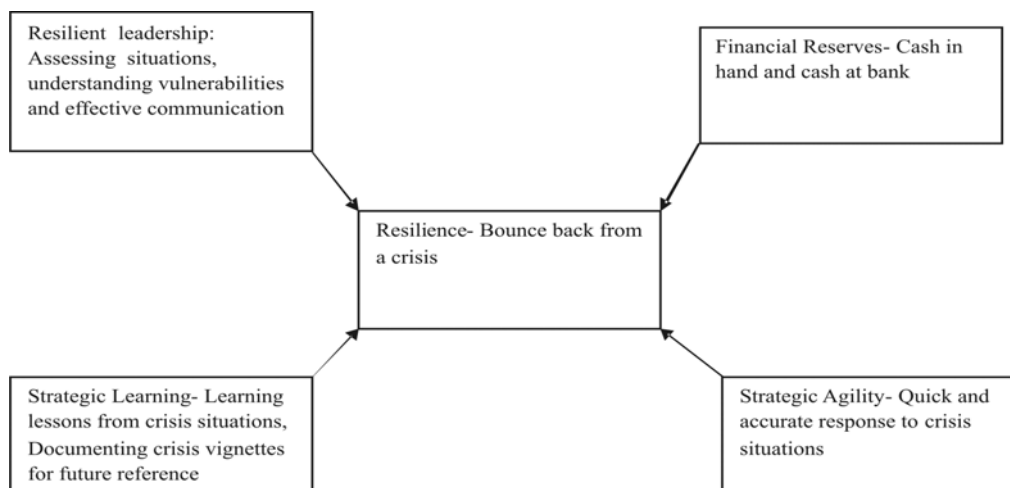 Resilient leadership:
Assessing situations,
understanding vulnerabilities
and effective communication
Financial Reserves- Cash in
hand and cash at bank
Resilience- Bounce back from
a crisis
Strategic Learning- Learning
lessons from crisis situations,
Documenting crisis vignettes
for future reference
Strategic Agility- Quick and
accurate response to crisis
situations